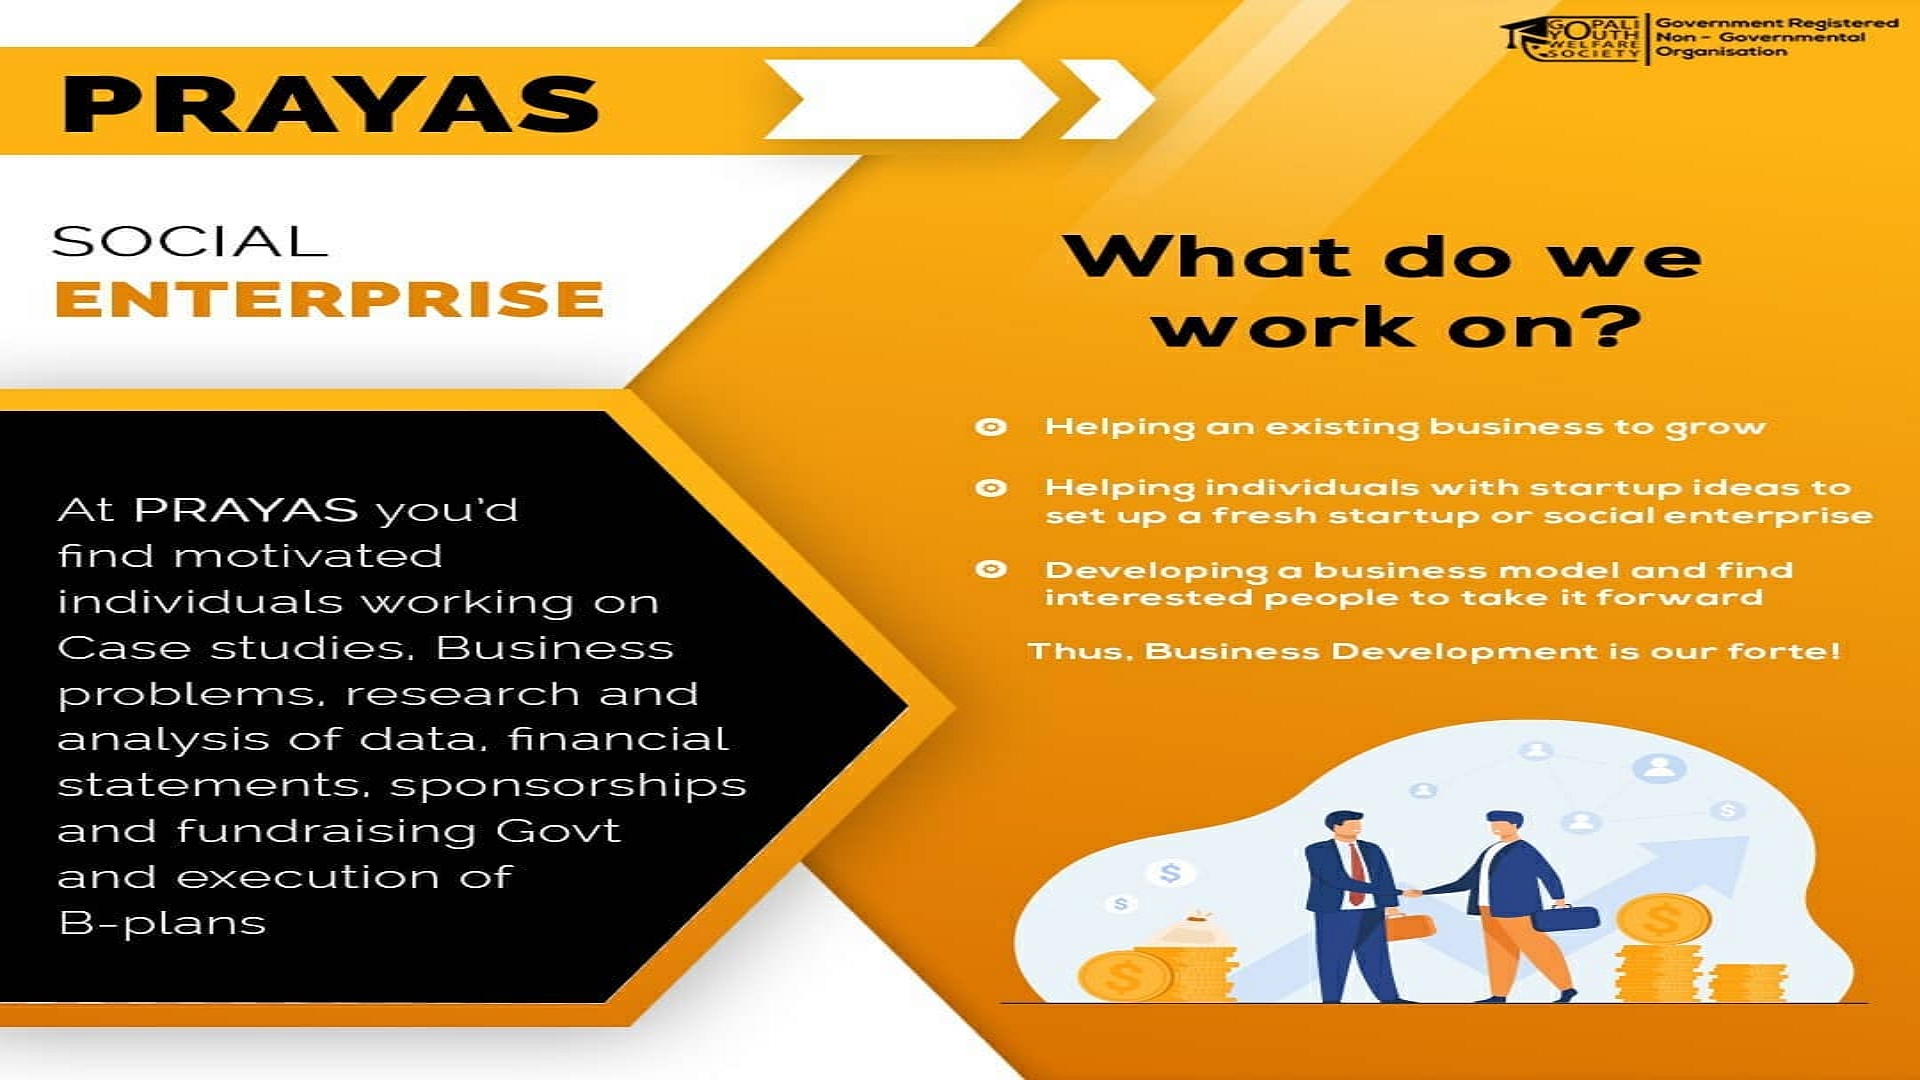 PRAYAS
SOCIAL
ENTERPRISE
At PRAYAS you'd
find motivated
individuals working on
Case studies, Business
problems, research and
analysis of data, financial
statements, sponsorships
and fundraising Govt
and execution of
B-plans
GOPALI
YOUTH
WELFARE
SOCIETY
Government Registered
Non - Governmental
Organisation
What do we
work on?
Helping an existing business to grow
Helping individuals with startup ideas to
set up a fresh startup or social enterprise
Developing a business model and find
interested people to take it forward
Thus, Business Development is our forte!
$
$
$
$
$